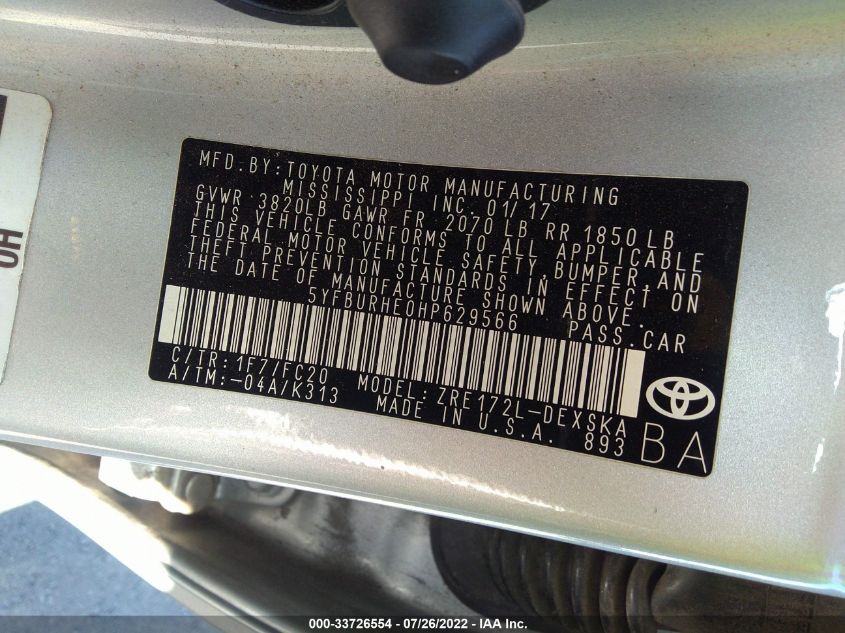 MFD.BY:TOYOTA MOTOR MANUFACTURING
MISSISSIPPI INC. 01/17
GVWR 3820LB GAWR FR 2070 LB RR 1850LB
THIS VEHICLE CONFORMS TO ALL APPLICABLE
FEDERAL MOTOR VEHICLE SAFETY,BUMPER,AND
THEFT PREVENTION STANDARDS IN EFFECT ON
THE DATE OF MANUFACTURE SHOWN ABOVE.
5YFBURHE0HP629566 PASS.CAR
C/TR:1F7/FC20 MODEL:ZRE172L-DEXSKA
A/TM:-04A/K313 MADE IN U.S.A. 893
BA
HO
000-33726554 - 07/26/2022 - IAA Inc.